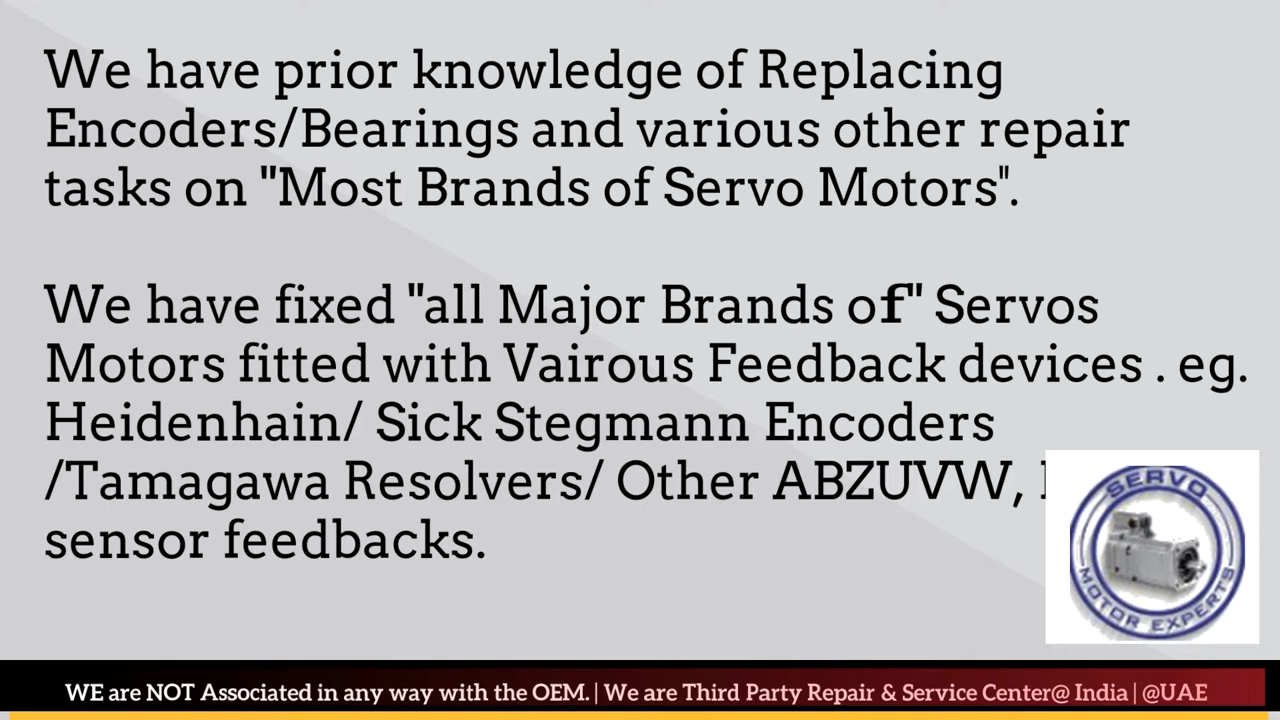 We have prior knowledge of Replacing
Encoders/Bearings and various other repair
tasks on "Most Brands of Servo Motors".
We have fixed "all Major Brands of" Servos
Motors fitted with Vairous Feedback devices . eg.
Heidenhain/ Sick Stegmann Encoders
/Tamagawa Resolvers/ Other ABZUVW,
sensor feedbacks.
SERVO
MOTOR EXPERTS
WE are NOT Associated in any way with the OEM. | We are Third Party Repair & Service Center@ India | @UAE